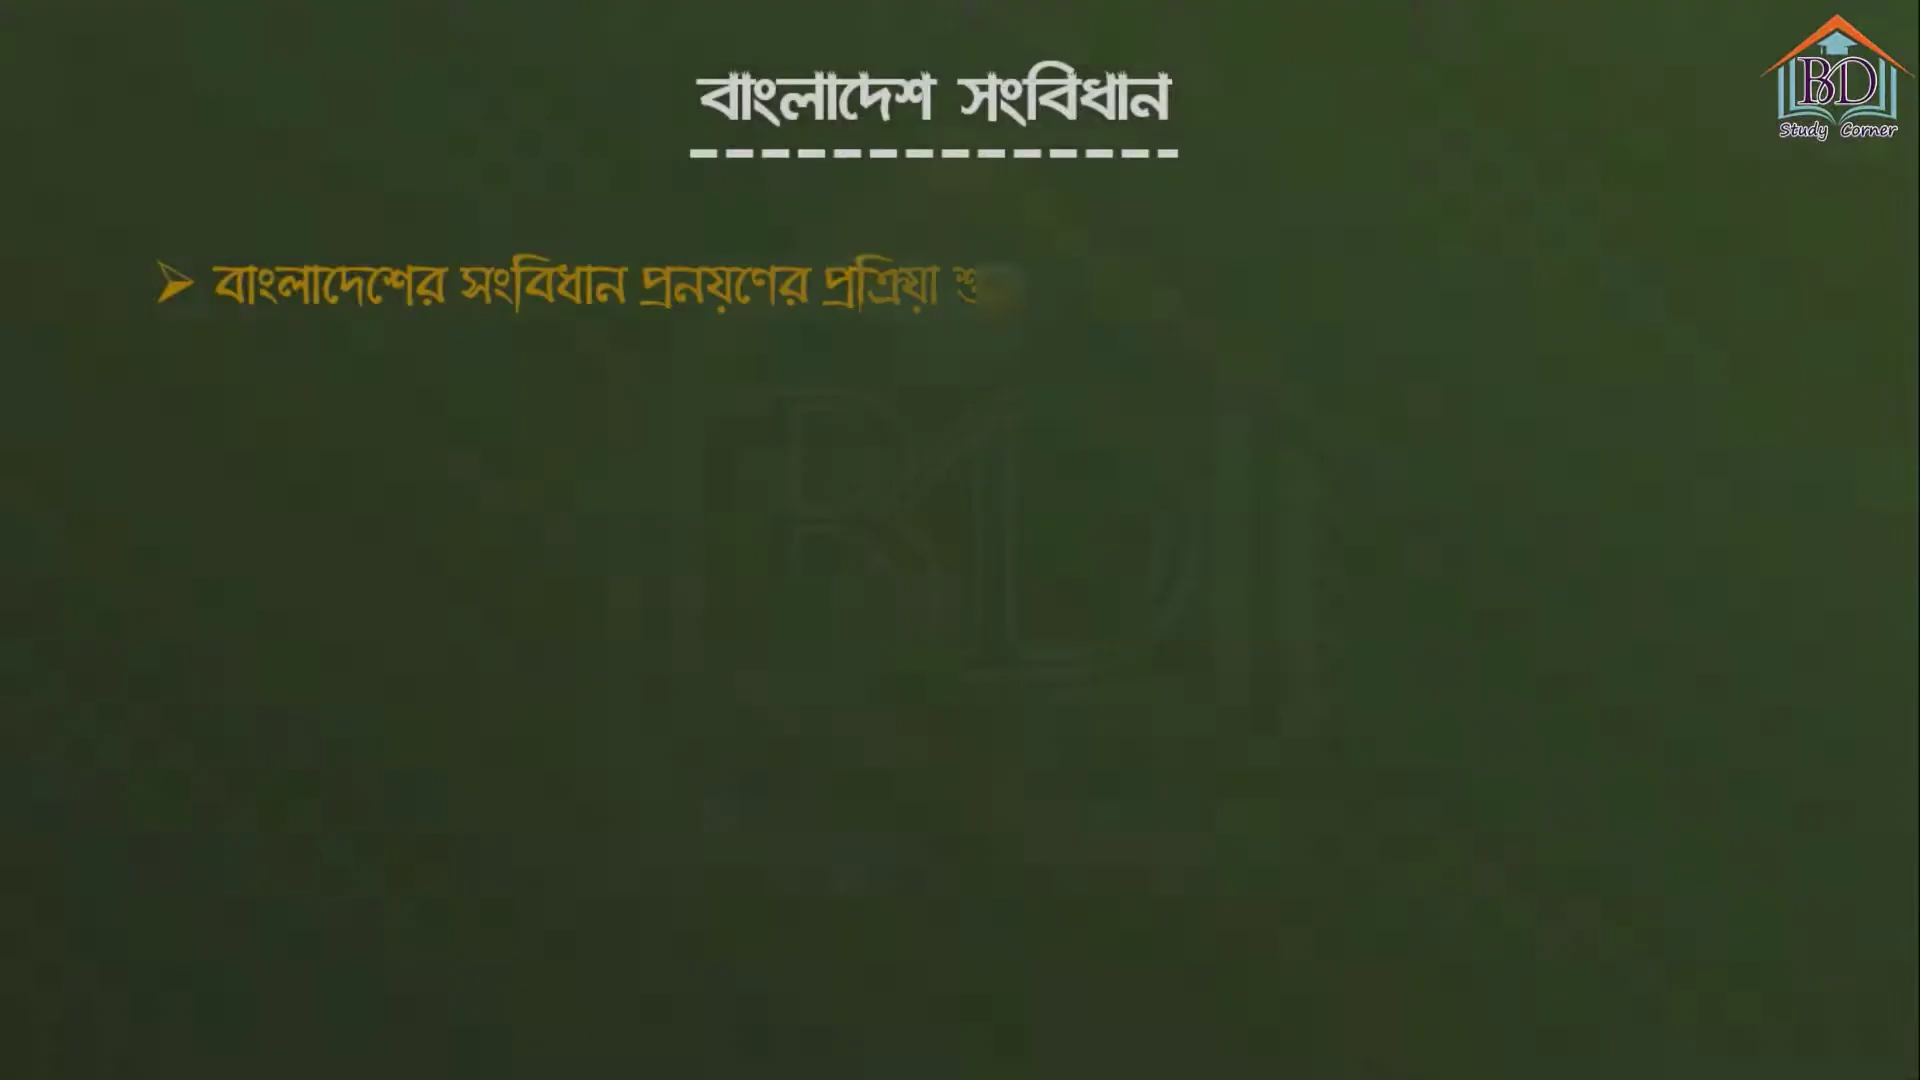 বাংলাদেশ সংবিধান
BD
Study Corner
➢ বাংলাদেশের সংবিধান প্রনয়ণের প্রক্রিয়া